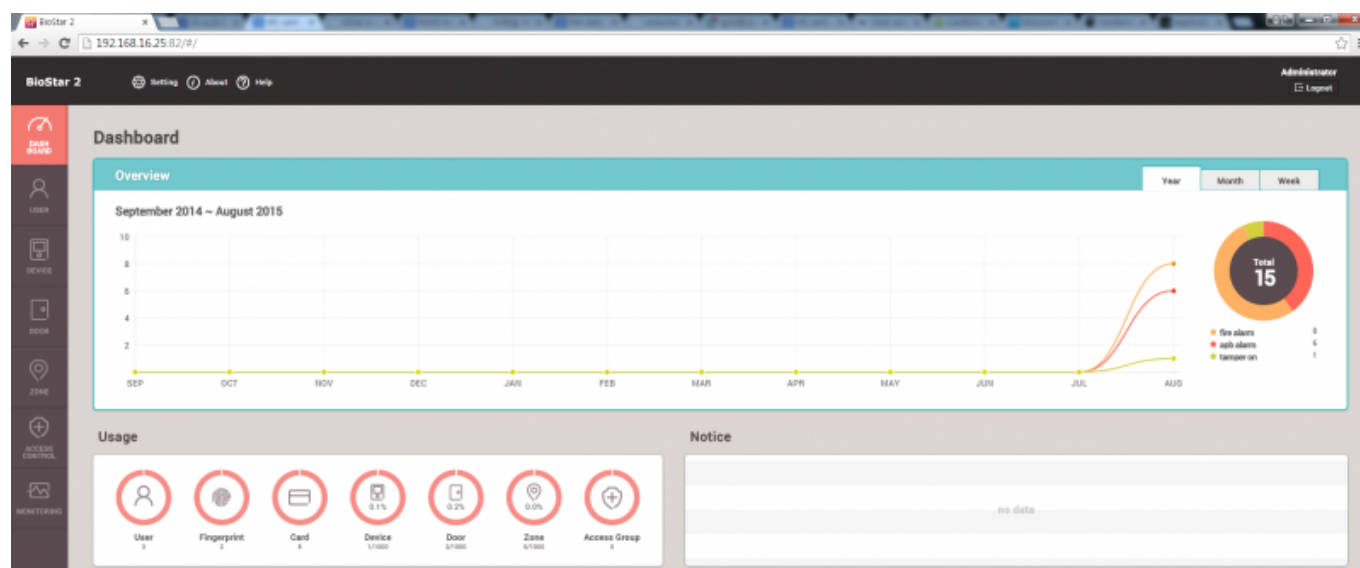 BioStar 2
192.168.16.25:82/#/
BioStar 2
Setting About Help
Administrator
Logout
DASH
BOARD
USER
DEVICE
DOOR
ZONE
ACCESS
CONTROL
MONITORING
Dashboard
Overview
Year Month Week
September 2014 ~ August 2015
10
8
6
4
2
SEP OCT NOV DEC JAN FEB MAR APR MAY JUN JUL AUG
Total
15
fire alarm 8
apb alarm 6
tamper on 1
Usage
User
3
Fingerprint
2
Card
0.1%
Device
1/1000
0.2%
Door
2/1000
0.0%
Zone
0/1000
Access Group
Notice
no data